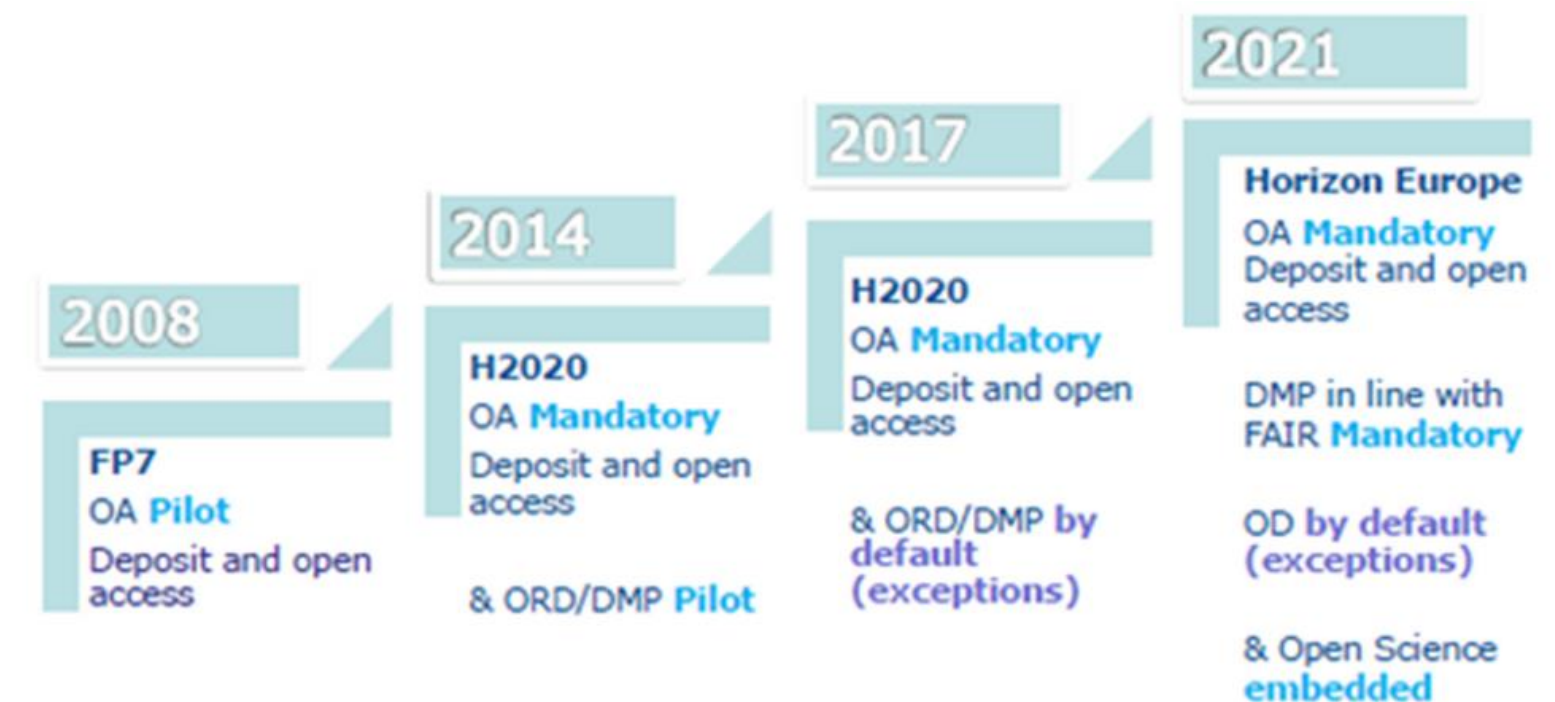 2008
FP7
OA Pilot
Deposit and open
access
2014
H2020
OA Mandatory
Deposit and open
access
& ORD/DMP Pilot
2017
H2020
OA Mandatory
Deposit and open
access
& ORD/DMP by
default
(exceptions)
2021
Horizon Europe
OA Mandatory
Deposit and open
access
DMP in line with
FAIR Mandatory
OD by default
(exceptions)
& Open Science
embedded